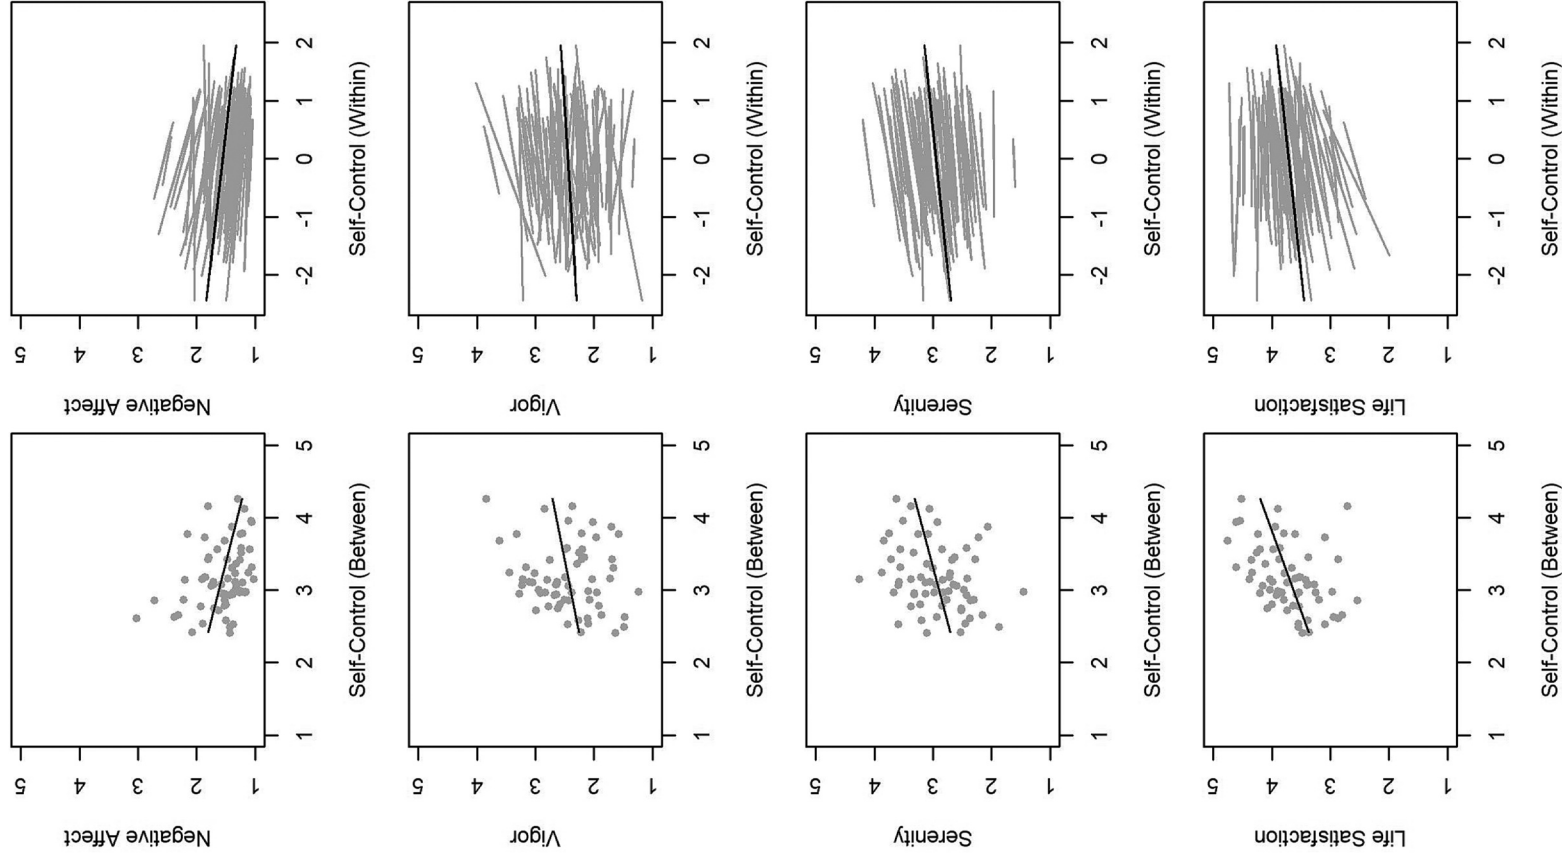 Negative Affect
5
4
3
2
1
1 2 3 4 5
Self-Control (Between)
Negative Affect
5
4
3
2
1
-2 -1 0 1 2
Self-Control (Within)
Vigor
5
4
3
2
1
1 2 3 4 5
Self-Control (Between)
Vigor
5
4
3
2
1
-2 -1 0 1 2
Self-Control (Within)
Serenity
5
4
3
2
1
1 2 3 4 5
Self-Control (Between)
Serenity
5
4
3
2
1
-2 -1 0 1 2
Self-Control (Within)
Life Satisfaction
5
4
3
2
1
1 2 3 4 5
Self-Control (Between)
Life Satisfaction
5
4
3
2
1
-2 -1 0 1 2
Self-Control (Within)